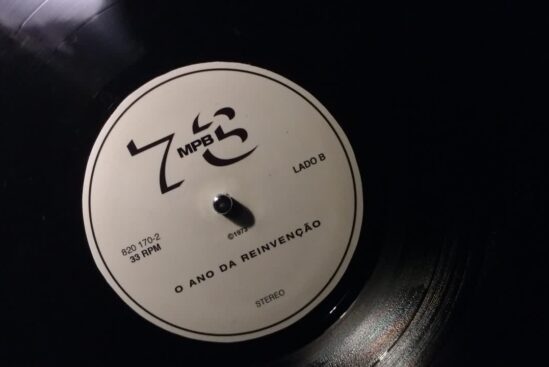 73
MPB
LADO B
820 170-2
33 RPM
©1973
O ANO DA REINVENÇÃO
STEREO